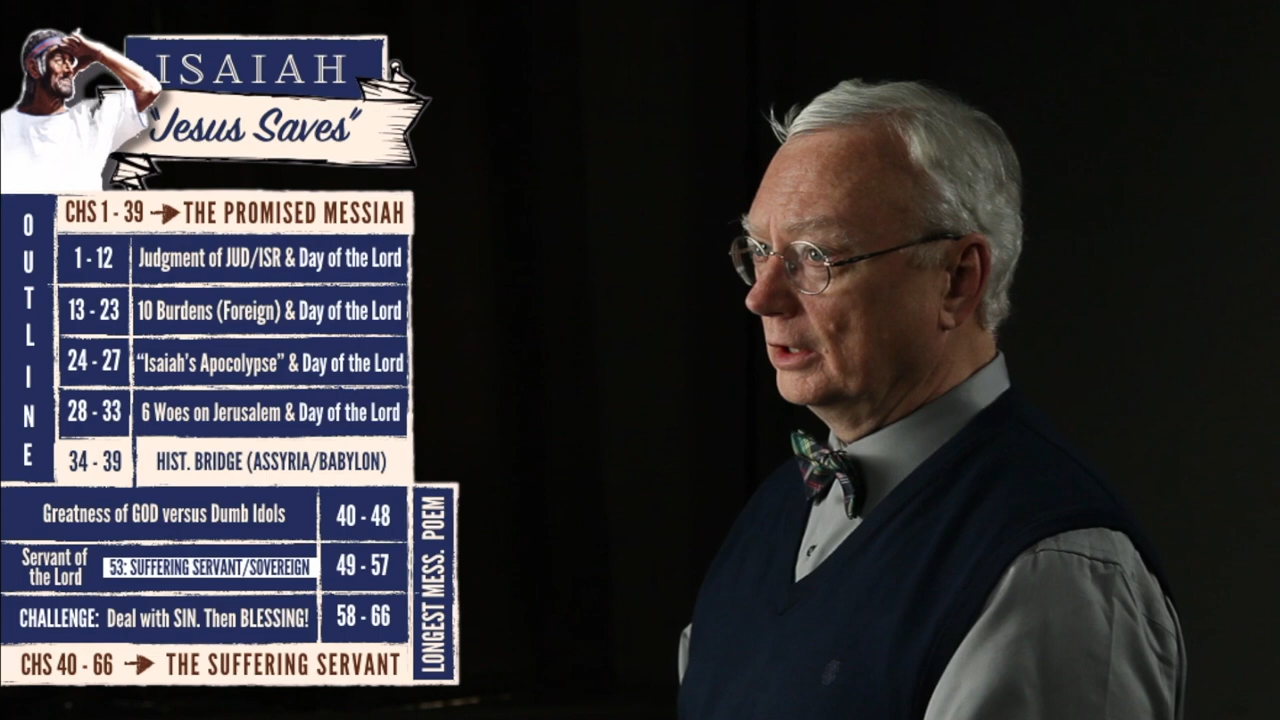 ISAIAH
"Jesus Saves"
OUTLINE
CHS 1 - 39 THE PROMISED MESSIAH
1 - 12 Judgment of JUD/ISR & Day of the Lord
13 - 23 10 Burdens (Foreign) & Day of the Lord
24 - 27 "Isaiah's Apocolypse" & Day of the Lord
28 - 33 6 Woes on Jerusalem & Day of the Lord
34 - 39 HIST. BRIDGE (ASSYRIA/BABYLON)
Greatness of GOD versus Dumb Idols 40 - 48
Servant of
the Lord 53: SUFFERING SERVANT/SOVEREIGN 49 - 57
CHALLENGE: Deal with SIN. Then BLESSING! 58 - 66
CHS 40 - 66 THE SUFFERING SERVANT
LONGEST MESS. POEM